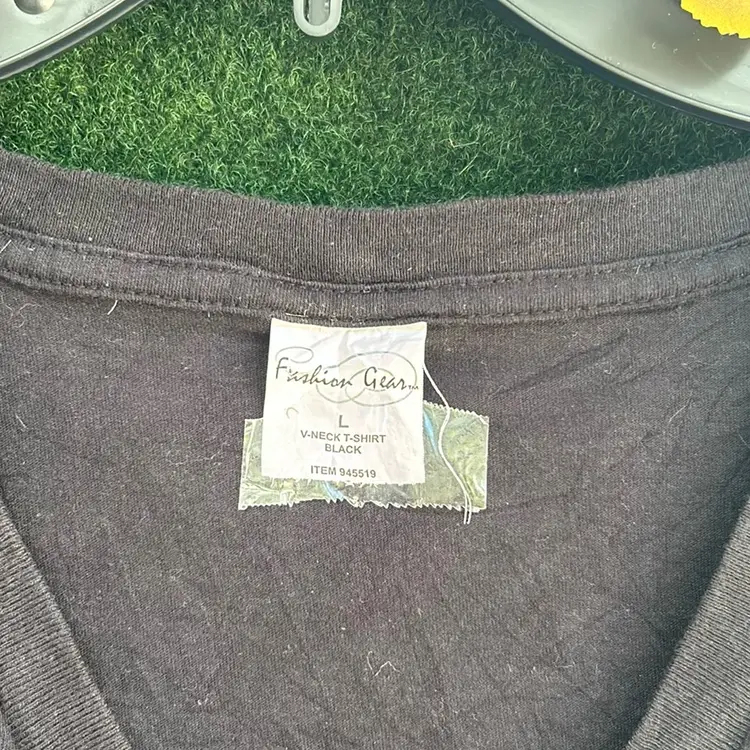 Fashion Gear™
L
V-NECK T-SHIRT
BLACK
ITEM 945519